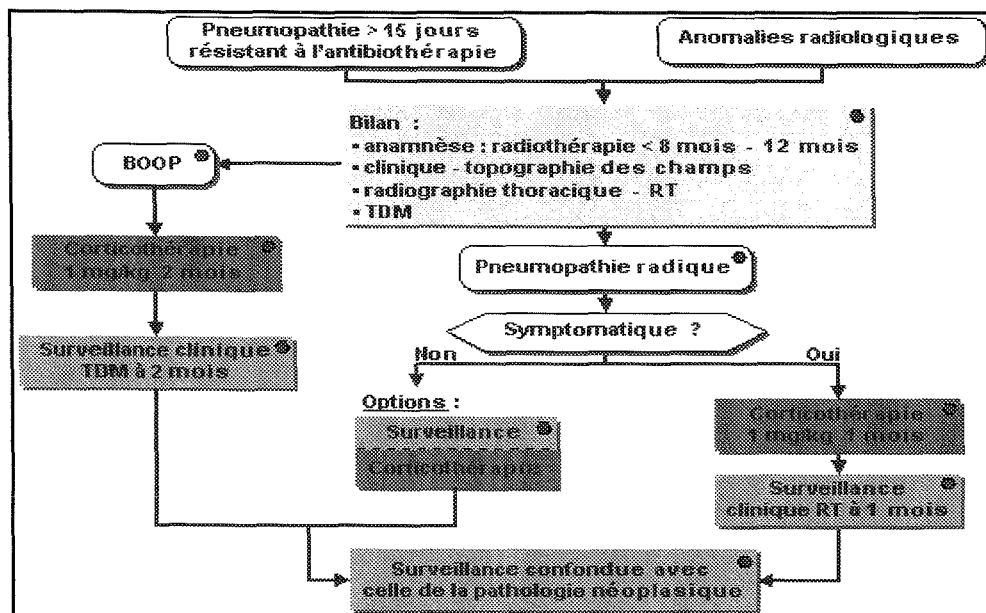 Pneumopathie > 15 jours
résistant à l'antibiothérapie
Anomalies radiologiques
Bilan :
▪ anamnèse : radiothérapie < 8 mois - 12 mois
▪ clinique - topographie des champs
▪ radiographie thoracique - RT
▪ TDM
BOOP
Corticothérapie
1 mg/kg 2 mois
Surveillance clinique
TDM à 2 mois
Pneumopathie radique
Symptomatique ?
Non
Oui
Options :
Surveillance
Corticothérapie
Corticothérapie
1 mg/kg 1 mois
Surveillance
clinique RT à 1 mois
Surveillance confondue avec
celle de la pathologie néoplasique